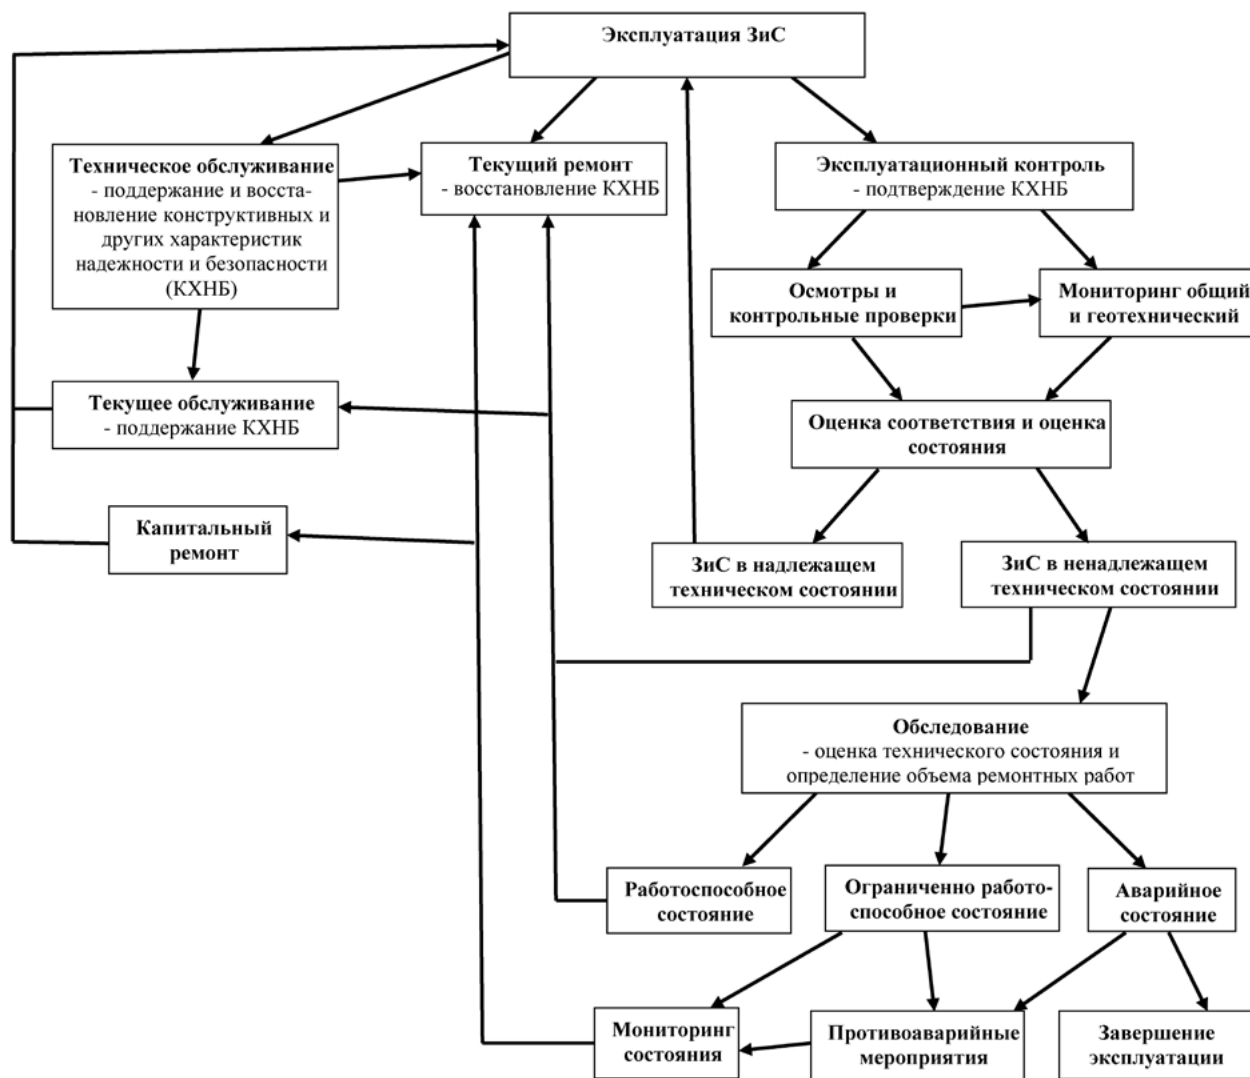 Эксплуатация ЗиС
Техническое обслуживание
- поддержание и восста-
новление конструктивных и
других характеристик
надежности и безопасности
(КХНБ)
Текущий ремонт
- восстановление КХНБ
Эксплуатационный контроль
- подтверждение КХНБ
Осмотры и
контрольные проверки
Мониторинг общий
и геотехнический
Текущее обслуживание
- поддержание КХНБ
Оценка соответствия и оценка
состояния
Капитальный
ремонт
ЗиС в надлежащем
техническом состоянии
ЗиС в ненадлежащем
техническом состоянии
Обследование
- оценка технического состояния и
определение объема ремонтных работ
Работоспособное
состояние
Ограниченно работо-
способное состояние
Аварийное
состояние
Мониторинг
состояния
Противоаварийные
мероприятия
Завершение
эксплуатации